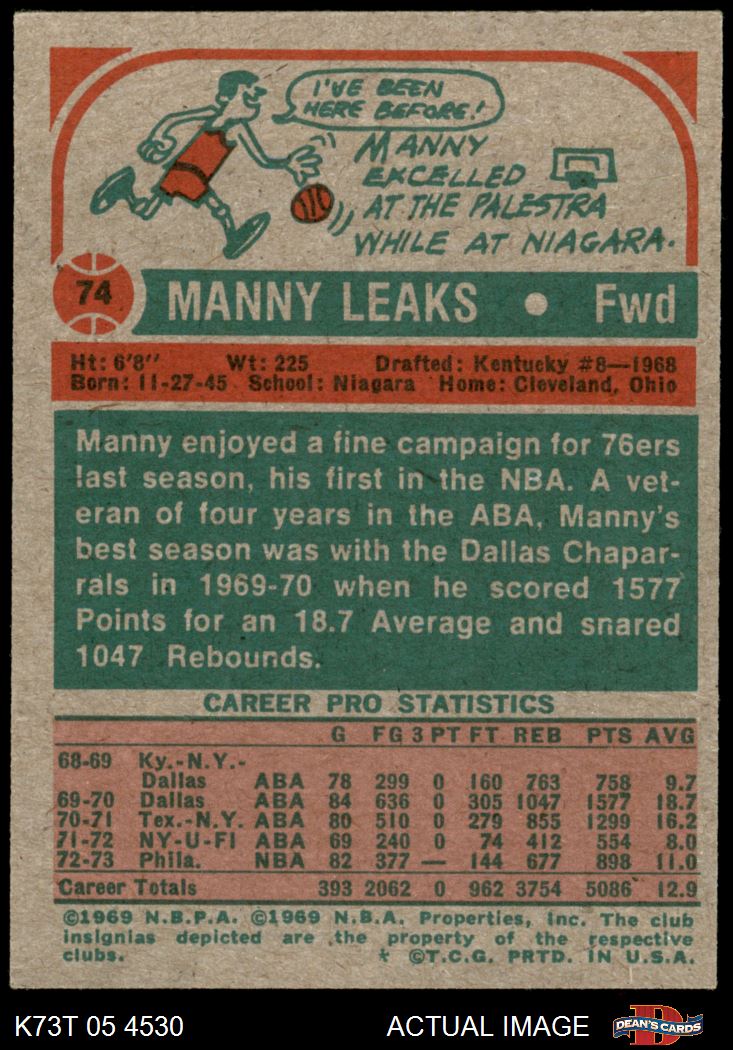 I'VE BEEN
HERE BEFORE!
MANNY
EXCELLED
AT THE PALESTRA
WHILE AT NIAGARA.
74
MANNY LEAKS • Fwd
Ht: 6'8" Wt: 225 Drafted: Kentucky #8—1968
Born: 11-27-45 School: Niagara Home: Cleveland, Ohio
Manny enjoyed a fine campaign for 76ers
last season, his first in the NBA. A vet-
eran of four years in the ABA, Manny's
best season was with the Dallas Chapar-
rals in 1969-70 when he scored 1577
Points for an 18.7 Average and snared
1047 Rebounds.
CAREER PRO STATISTICS
G FG 3PT FT REB PTS AVG
68-69 Ky.-N.Y.-
Dallas ABA 78 299 0 160 763 758 9.7
69-70 Dallas ABA 84 636 0 305 1047 1577 18.7
70-71 Tex.-N.Y. ABA 80 510 0 279 855 1299 16.2
71-72 NY-U-Fl ABA 69 240 0 74 412 554 8.0
72-73 Phila. NBA 82 377 — 144 677 898 11.0
Career Totals 393 2062 0 962 3754 5086 12.9
©1969 N.B.P.A. ©1969 N.B.A. Properties, Inc. The club
insignias depicted are the property of the respective
clubs. * ©T.C.G. PRTD. IN U.S.A.
K73T 05 4530 ACTUAL IMAGE DEAN'S CARDS